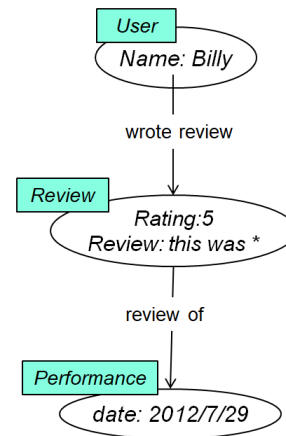 User
Name: Billy
wrote review
Review
Rating:5
Review: this was *
review of
Performance
date: 2012/7/29